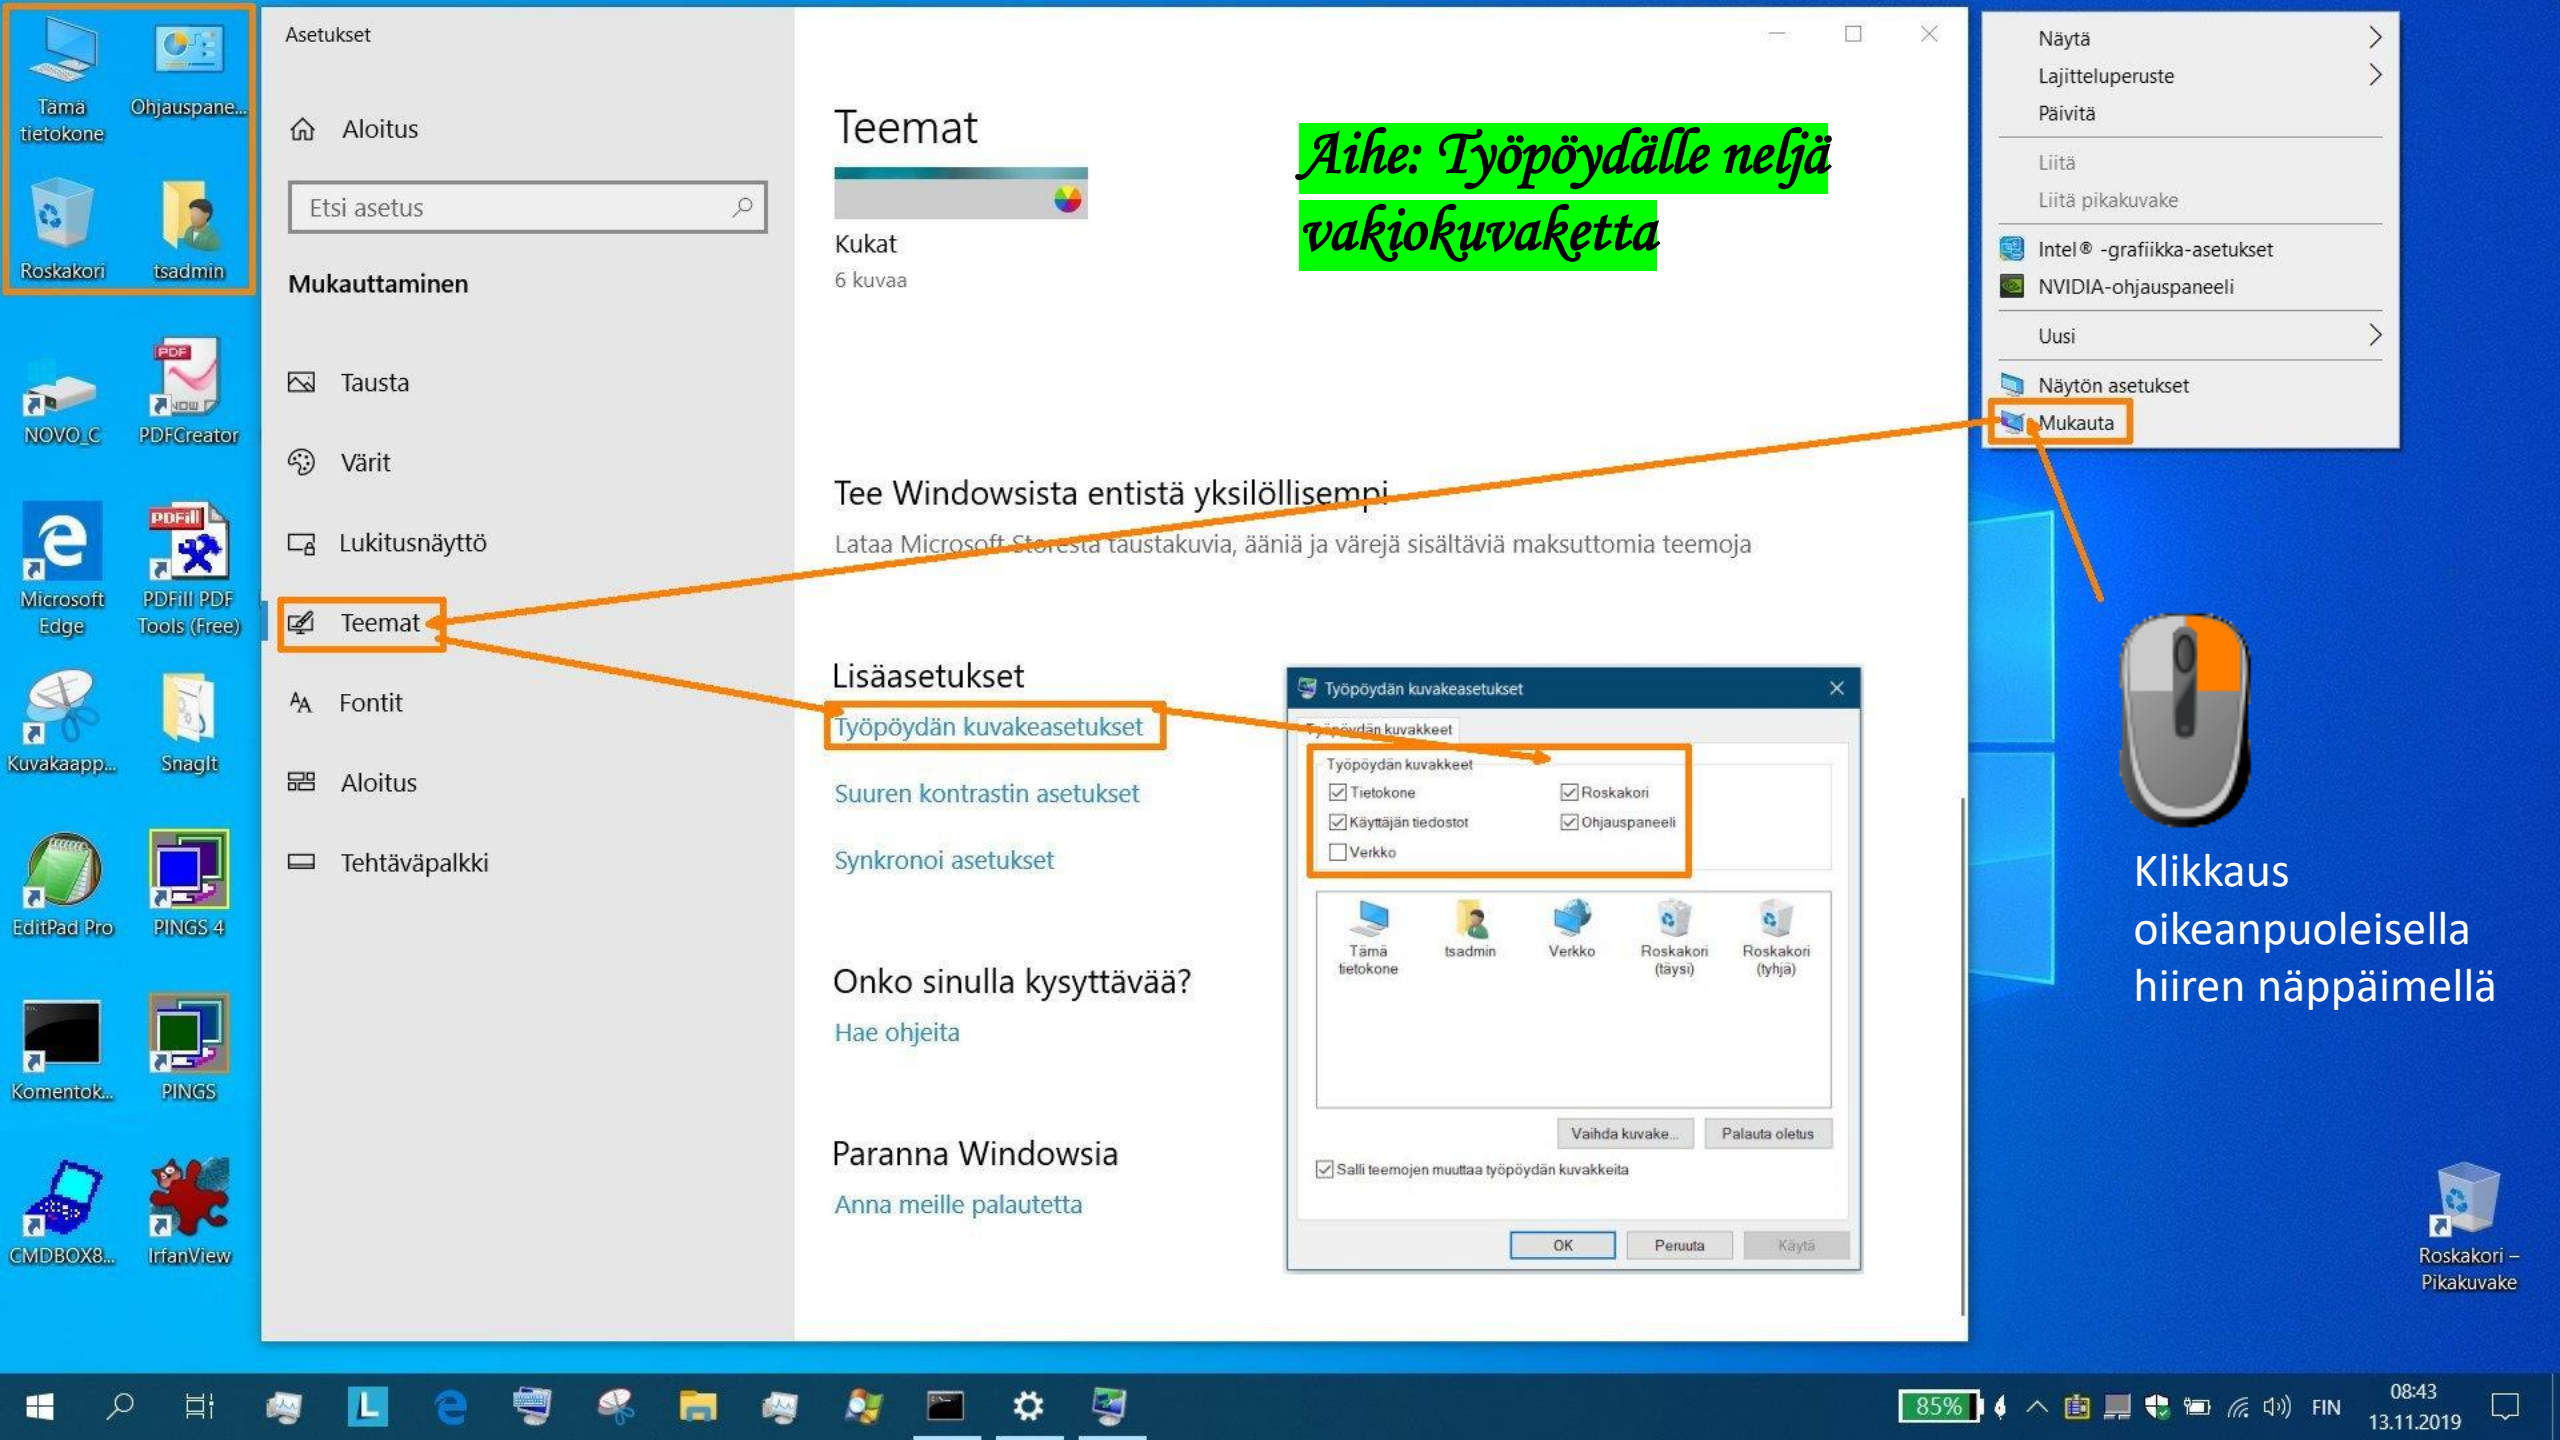 Tämä
tietokone
Ohjauspane...
Roskakori
tsadmin
NOVO_C
PDF
NOW
PDFCreator
Microsoft
Edge
PDFill
PDFill PDF
Tools (Free)
Kuvakaapp...
SnagIt
EditPad Pro
PINGS 4
Komentok...
PINGS
CMDBOX8...
IrfanView
Asetukset
Aloitus
Etsi asetus
Mukauttaminen
Tausta
Värit
Lukitusnäyttö
Teemat
Fontit
Aloitus
Tehtäväpalkki
Teemat
Kukat
6 kuvaa
Aihe: Työpöydälle neljä
vakiokuvaketta
Tee Windowsista entistä yksilöllisempi
Lataa Microsoft Storesta taustakuvia, ääniä ja värejä sisältäviä maksuttomia teemoja
Lisäasetukset
Työpöydän kuvakeasetukset
Suuren kontrastin asetukset
Synkronoi asetukset
Onko sinulla kysyttävää?
Hae ohjeita
Paranna Windowsia
Anna meille palautetta
Työpöydän kuvakeasetukset
Työpöydän kuvakkeet
Työpöydän kuvakkeet
Tietokone
Roskakori
Käyttäjän tiedostot
Ohjauspaneeli
Verkko
Tämä
tietokone
tsadmin
Verkko
Roskakori
(täysi)
Roskakori
(tyhjä)
Vaihda kuvake...
Palauta oletus
Salli teemojen muuttaa työpöydän kuvakkeita
OK
Peruuta
Käytä
Näytä
Lajitteluperuste
Päivitä
Liitä
Liitä pikakuvake
Intel® -grafiikka-asetukset
NVIDIA-ohjauspaneeli
Uusi
Näytön asetukset
Mukauta
Klikkaus
oikeanpuoleisella
hiiren näppäimellä
Roskakori –
Pikakuvake
L
85%
FIN
08:43
13.11.2019